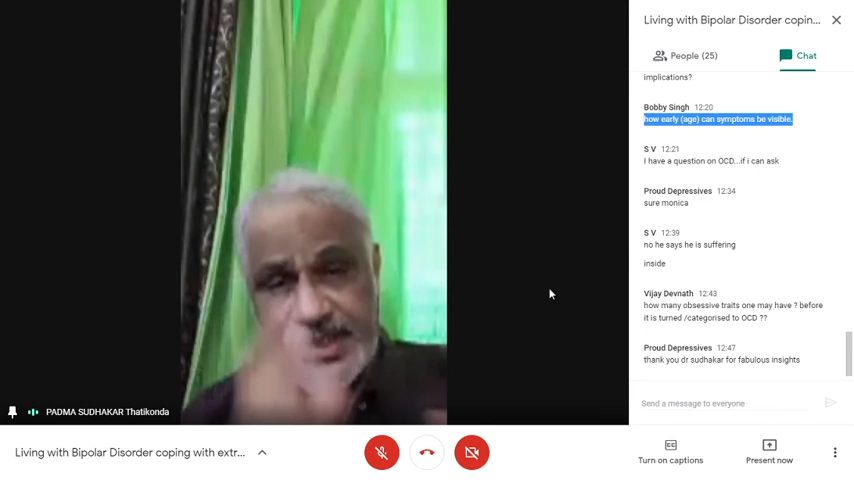 Living with Bipolar Disorder copin...
People (25)
Chat
implications?
Bobby Singh 12:20
how early (age) can symptoms be visible.
S V 12:21
I have a question on OCD...if i can ask
Proud Depressives 12:34
sure monica
S V 12:39
no he says he is suffering
inside
Vijay Devnath 12:43
how many obsessive traits one may have ? before
it is turned /categorised to OCD ??
Proud Depressives 12:47
thank you dr sudhakar for fabulous insights
Send a message to everyone
PADMA SUDHAKAR Thatikonda
Living with Bipolar Disorder coping with extr...
Turn on captions
Present now